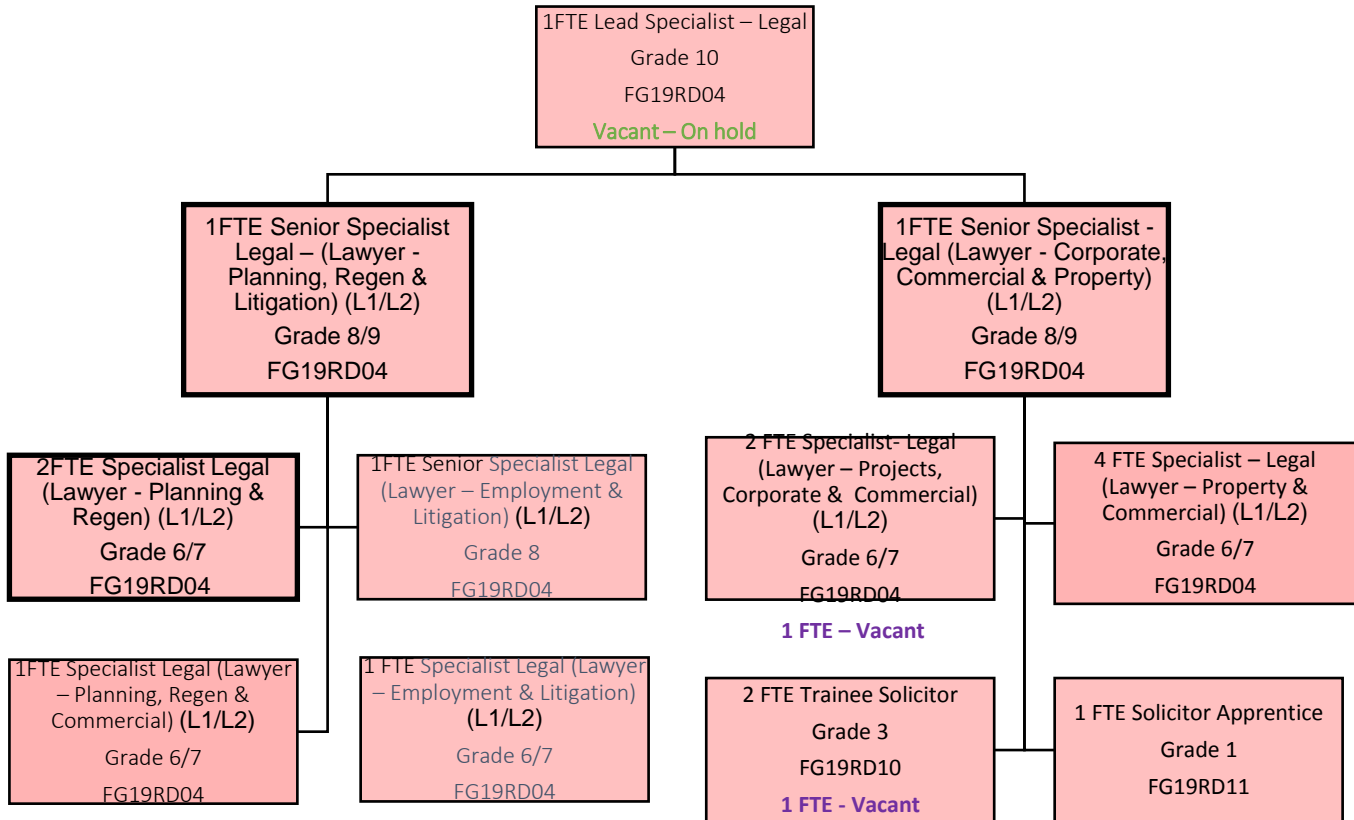 1FTE Lead Specialist – Legal
Grade 10
FG19RD04
Vacant – On hold
1FTE Senior Specialist
Legal – (Lawyer -
Planning, Regen &
Litigation) (L1/L2)
Grade 8/9
FG19RD04
1FTE Senior Specialist -
Legal (Lawyer - Corporate,
Commercial & Property)
(L1/L2)
Grade 8/9
FG19RD04
2FTE Specialist Legal
(Lawyer - Planning &
Regen) (L1/L2)
Grade 6/7
FG19RD04
1FTE Senior Specialist Legal
(Lawyer – Employment &
Litigation) (L1/L2)
Grade 8
FG19RD04
2 FTE Specialist- Legal
(Lawyer – Projects,
Corporate & Commercial)
(L1/L2)
Grade 6/7
FG19RD04
1 FTE – Vacant
4 FTE Specialist – Legal
(Lawyer – Property &
Commercial) (L1/L2)
Grade 6/7
FG19RD04
1FTE Specialist Legal (Lawyer
– Planning, Regen &
Commercial) (L1/L2)
Grade 6/7
FG19RD04
1 FTE Specialist Legal (Lawyer
– Employment & Litigation)
(L1/L2)
Grade 6/7
FG19RD04
2 FTE Trainee Solicitor
Grade 3
FG19RD10
1 FTE - Vacant
1 FTE Solicitor Apprentice
Grade 1
FG19RD11